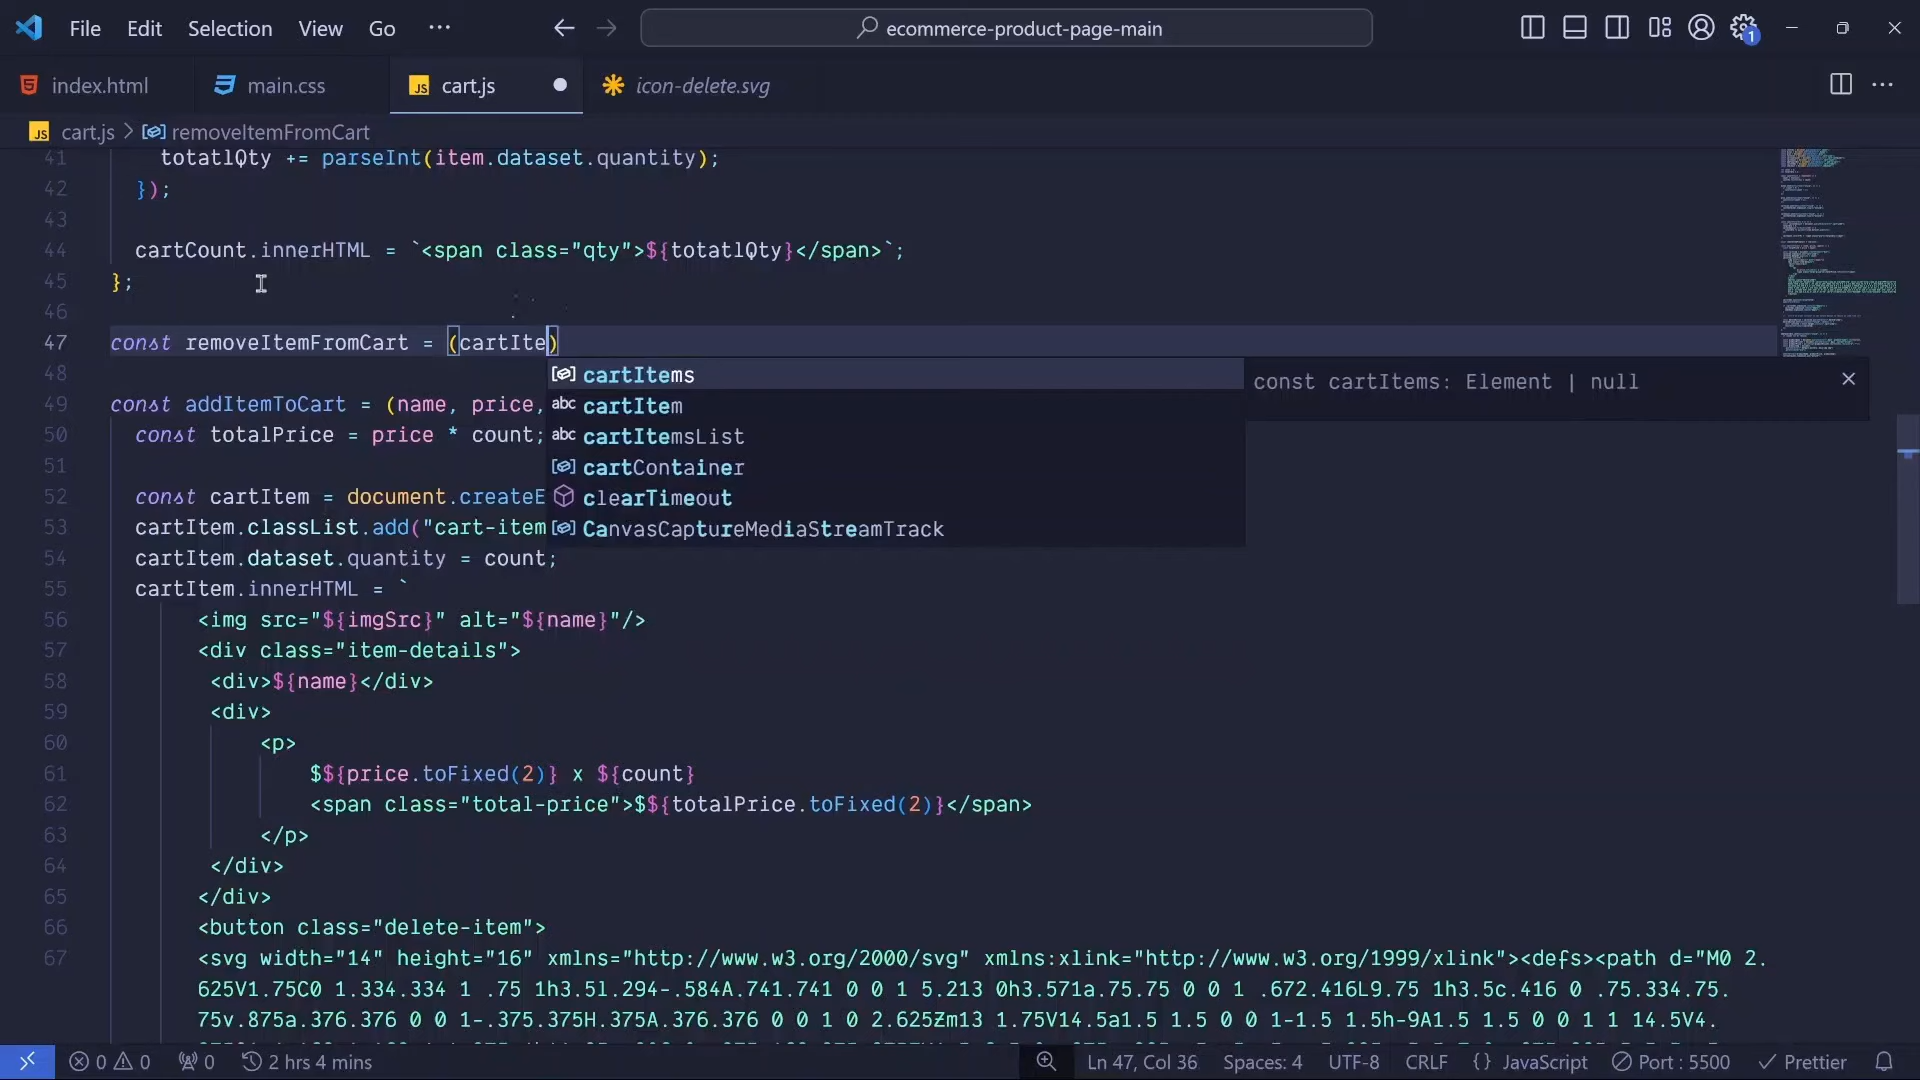 File Edit Selection View Go ··· ecommerce-product-page-main 1
index.html main.css JS cart.js icon-delete.svg
JS cart.js > removeItemFromCart
41 totatlQty += parseInt(item.dataset.quantity);
42 });
43
44 cartCount.innerHTML = `<span class="qty">${totatlQty}</span>`;
45 };
46
47 const removeItemFromCart = (cartIte)
48 cartItems const cartItems: Element | null
49 const addItemToCart = (name, price, abc cartItem
50 const totalPrice = price * count; abc cartItemsList
51 cartContainer
52 const cartItem = document.createE clearTimeout
53 cartItem.classList.add("cart-item CanvasCaptureMediaStreamTrack
54 cartItem.dataset.quantity = count;
55 cartItem.innerHTML = `
56 <img src="${imgSrc}" alt="${name}"/>
57 <div class="item-details">
58 <div>${name}</div>
59 <div>
60 <p>
61 $${price.toFixed(2)} x ${count}
62 <span class="total-price">$${totalPrice.toFixed(2)}</span>
63 </p>
64 </div>
65 </div>
66 <button class="delete-item">
67 <svg width="14" height="16" xmlns="http://www.w3.org/2000/svg" xmlns:xlink="http://www.w3.org/1999/xlink"><defs><path d="M0 2.
625V1.75C0 1.334.334 1 .75 1h3.5l.294-.584A.741.741 0 0 1 5.213 0h3.571a.75.75 0 0 1 .672.416L9.75 1h3.5c.416 0 .75.334.75.
75v.875a.376.376 0 0 1-.375.375H.375A.376.376 0 0 1 0 2.625Zm13 1.75V14.5a1.5 1.5 0 0 1-1.5 1.5h-9A1.5 1.5 0 0 1 1 14.5V4.
0 0 0 2 hrs 4 mins Ln 47, Col 36 Spaces: 4 UTF-8 CRLF {} JavaScript Port : 5500 Prettier